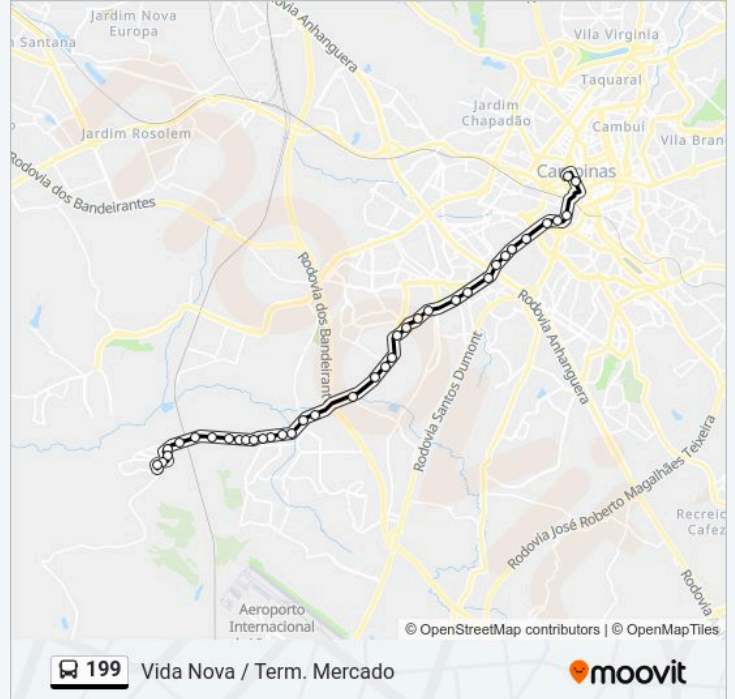 Jardim Nova
Europa
Rodovia Anhanguera
Vila Virginia
a Santana
Taquaral
Jardim
Chapadão
Cambuí
Jardim Rosolem
Vila Bran
Campinas
Rodovia dos Bandeirantes
Rodovia dos Bandeirant
Rodovia Anhanguera
Rodovia Santos Dumont
Rodovia José Roberto Magalhães Teixeira
Recreio
Cafez
Rodovia A
Aeroporto
Internacional
© OpenStreetMap contributors | © OpenMapTiles
199 Vida Nova / Term. Mercado
moovit